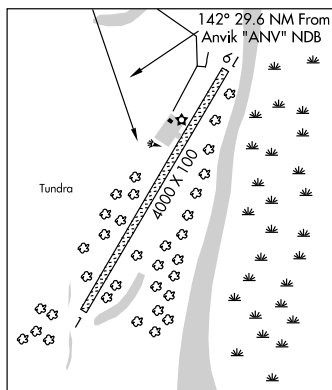 142° 29.6 NM From
Anvik "ANV" NDB
19
4000 X 100
Tundra
1